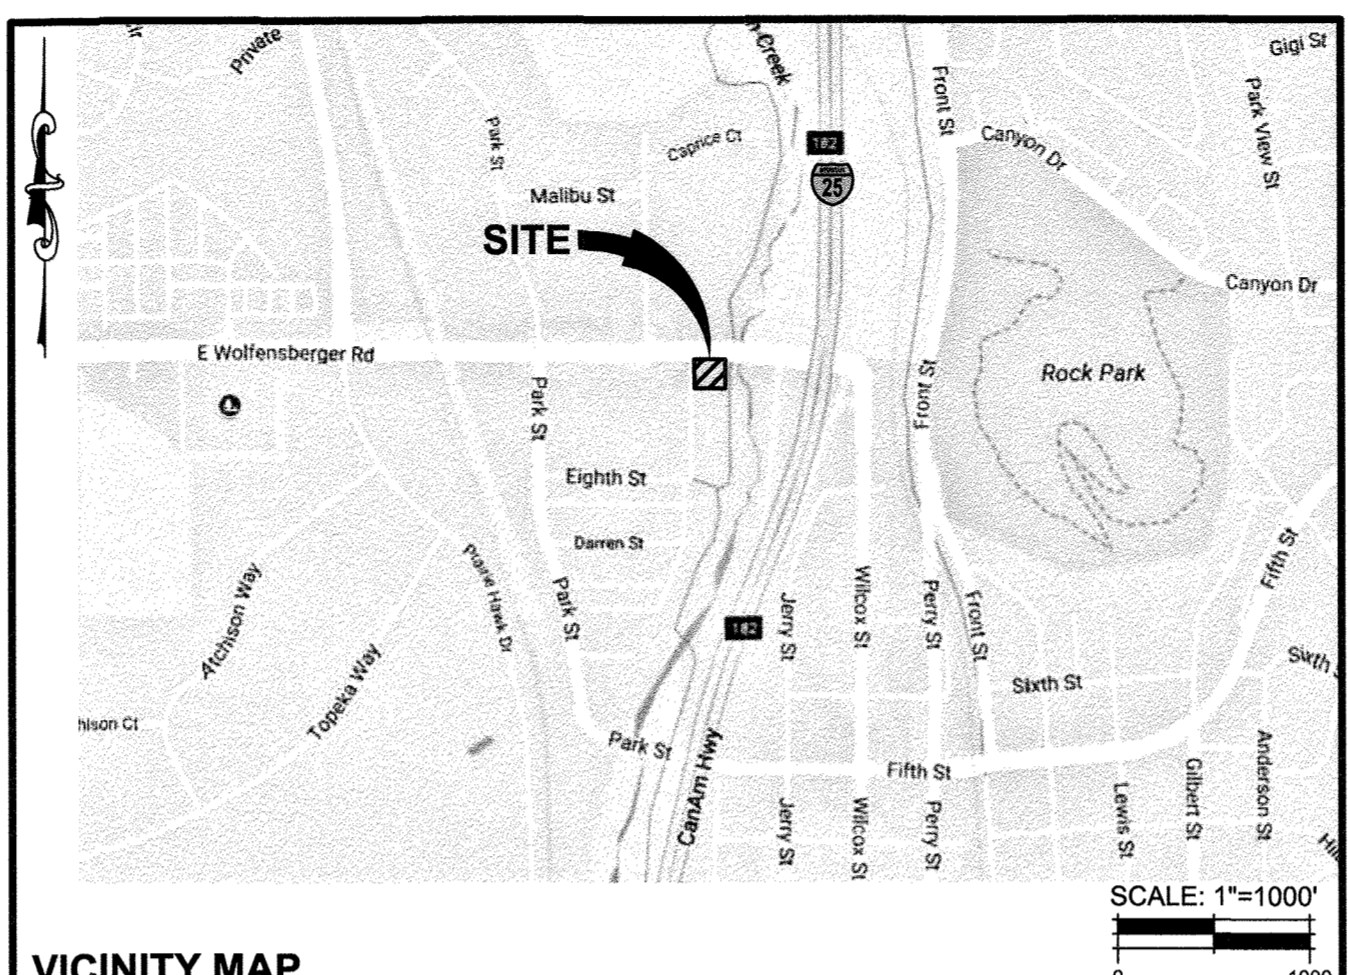 Private
n Creek
Gigi St
Front St
Park View St
Park St
Caprice Ct
182
Canyon Dr
25
Malibu St
SITE
Canyon Dr
E Wolfensberger Rd
Rock Park
Front St
Park St
Eighth St
Darren St
Fifth St
Prairie Hawk Dr
Atchison Way
Park St
Jerry St
Wilcox St
Perry St
Front St
182
Topeka Way
Sixth St
Sixth S
hison Ct
Park St
CanAm Hwy
Fifth St
Gilbert St
Anderson St
Lewis St
Jerry St
Wilcox St
Perry St
SCALE: 1"=1000'
VICINITY MAP
0 1000